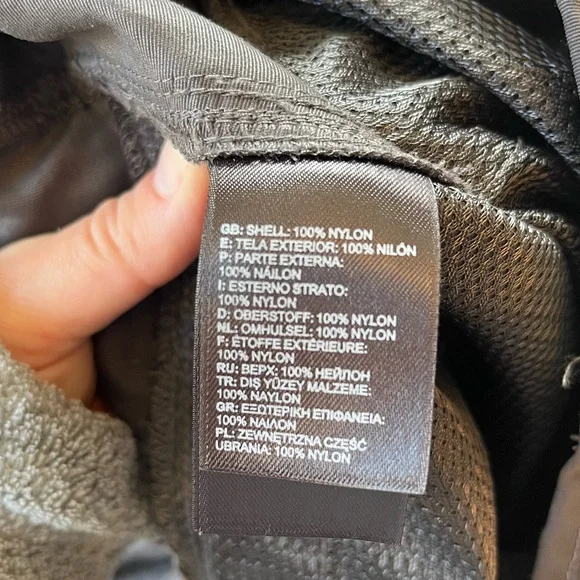 GB: SHELL: 100% NYLON
E: TELA EXTERIOR: 100% NILÓN
P: PARTE EXTERNA:
100% NÁILON
I: ESTERNO STRATO:
100% NYLON
D: OBERSTOFF: 100% NYLON
NL: OMHULSEL: 100% NYLON
F: ÉTOFFE EXTÉRIEURE:
100% NYLON
RU: ВЕРХ: 100% НЕЙЛОН
TR: DIŞ YÜZEY MALZEME:
100% NAYLON
GR: ΕΞΩΤΕΡΙΚΗ ΕΠΙΦΑΝΕΙΑ:
100% ΝΑΙΛΟΝ
PL: ZEWNĘTRZNA CZĘŚĆ
UBRANIA: 100% NYLON